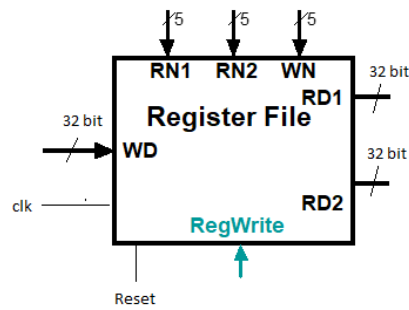 5 5 5
RN1 RN2 WN
32 bit
RD1
Register File
32 bit
WD
32 bit
clk
RD2
RegWrite
Reset